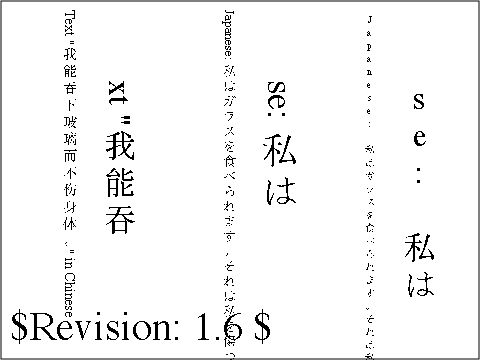 Text "我能吞下玻璃而不伤身体。" in Chinese
xt "我能吞
Japanese: 私はガラスを食べられます。それは私を傷つ
se: 私は
Japanese: 私はガラスを食べられます。それは私
se: 私は
$Revision: 1.6 $